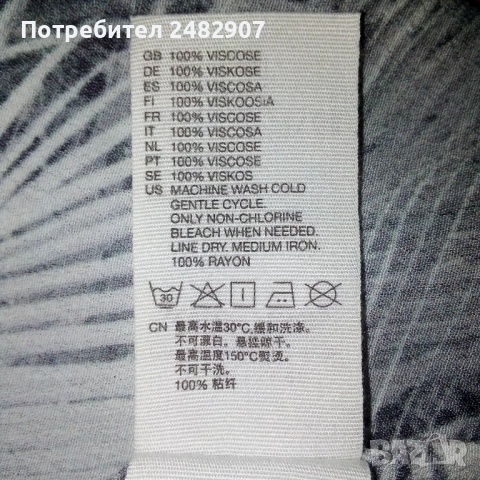 Потребител 2482907
GB 100% VISCOSE
DE 100% VISKOSE
ES 100% VISCOSA
FI 100% VISKOOSIA
FR 100% VISCOSE
IT 100% VISCOSA
NL 100% VISCOSE
PT 100% VISCOSE
SE 100% VISKOS
US MACHINE WASH COLD
GENTLE CYCLE.
ONLY NON-CHLORINE
BLEACH WHEN NEEDED.
LINE DRY. MEDIUM IRON.
100% RAYON
30
CN 最高水温30°C,缓和洗涤.
不可漂白. 悬挂晾干.
最高温度150°C熨烫.
不可干洗.
100% 粘纤
BAZAR